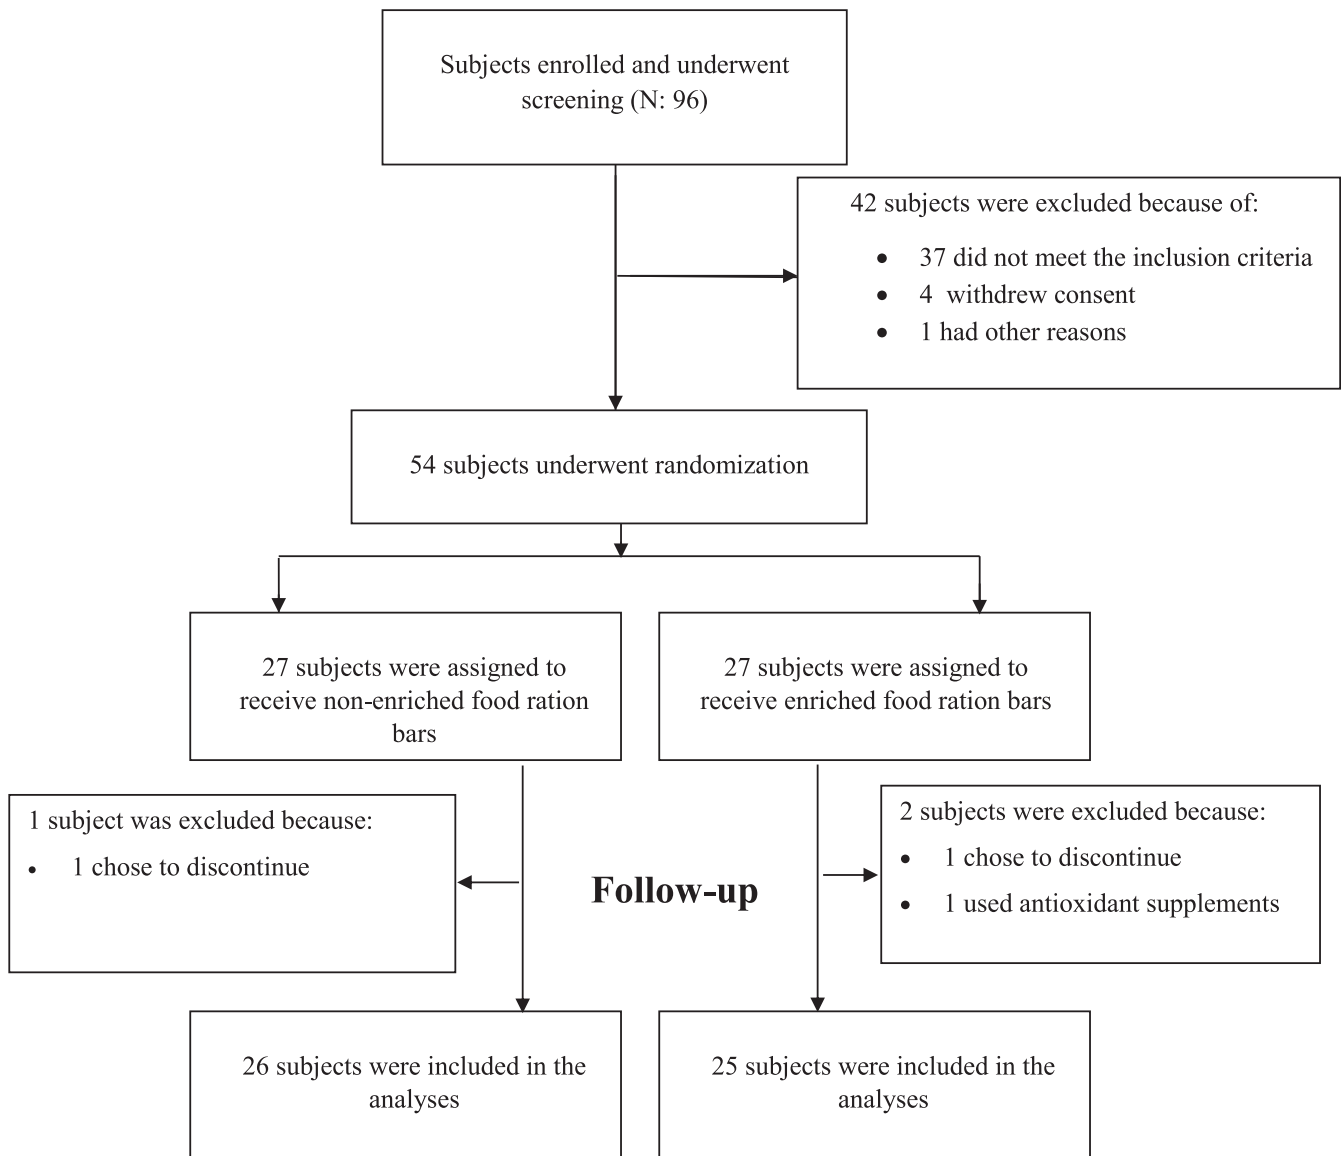 Subjects enrolled and underwent
screening (N: 96)
42 subjects were excluded because of:
• 37 did not meet the inclusion criteria
• 4 withdrew consent
• 1 had other reasons
54 subjects underwent randomization
27 subjects were assigned to
receive non-enriched food ration
bars
27 subjects were assigned to
receive enriched food ration bars
1 subject was excluded because:
• 1 chose to discontinue
Follow-up
2 subjects were excluded because:
• 1 chose to discontinue
• 1 used antioxidant supplements
26 subjects were included in the
analyses
25 subjects were included in the
analyses